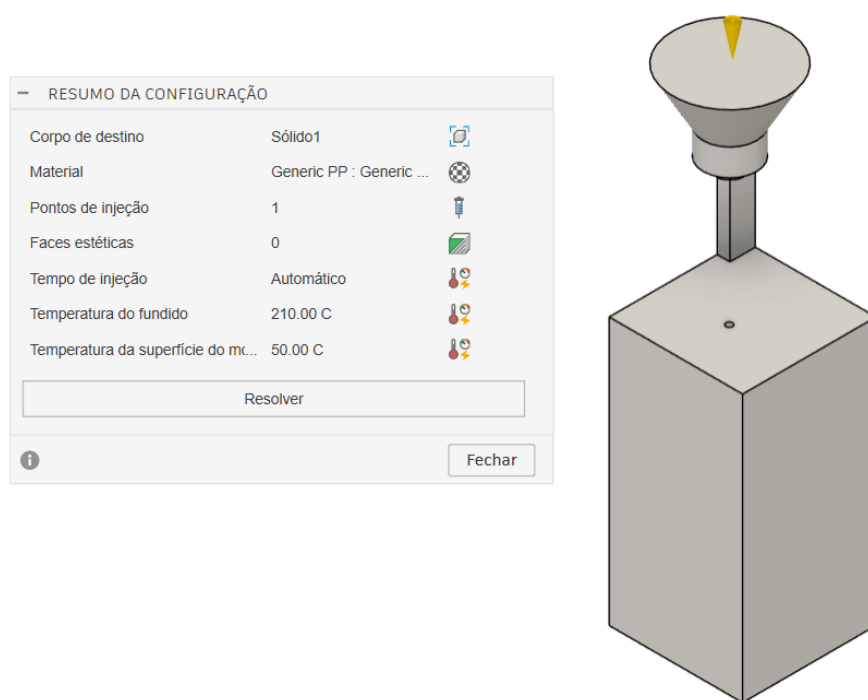 RESUMO DA CONFIGURAÇÃO
Corpo de destino Sólido1
Material Generic PP : Generic ...
Pontos de injeção 1
Faces estéticas 0
Tempo de injeção Automático
Temperatura do fundido 210.00 C
Temperatura da superfície do mo... 50.00 C
Resolver
Fechar